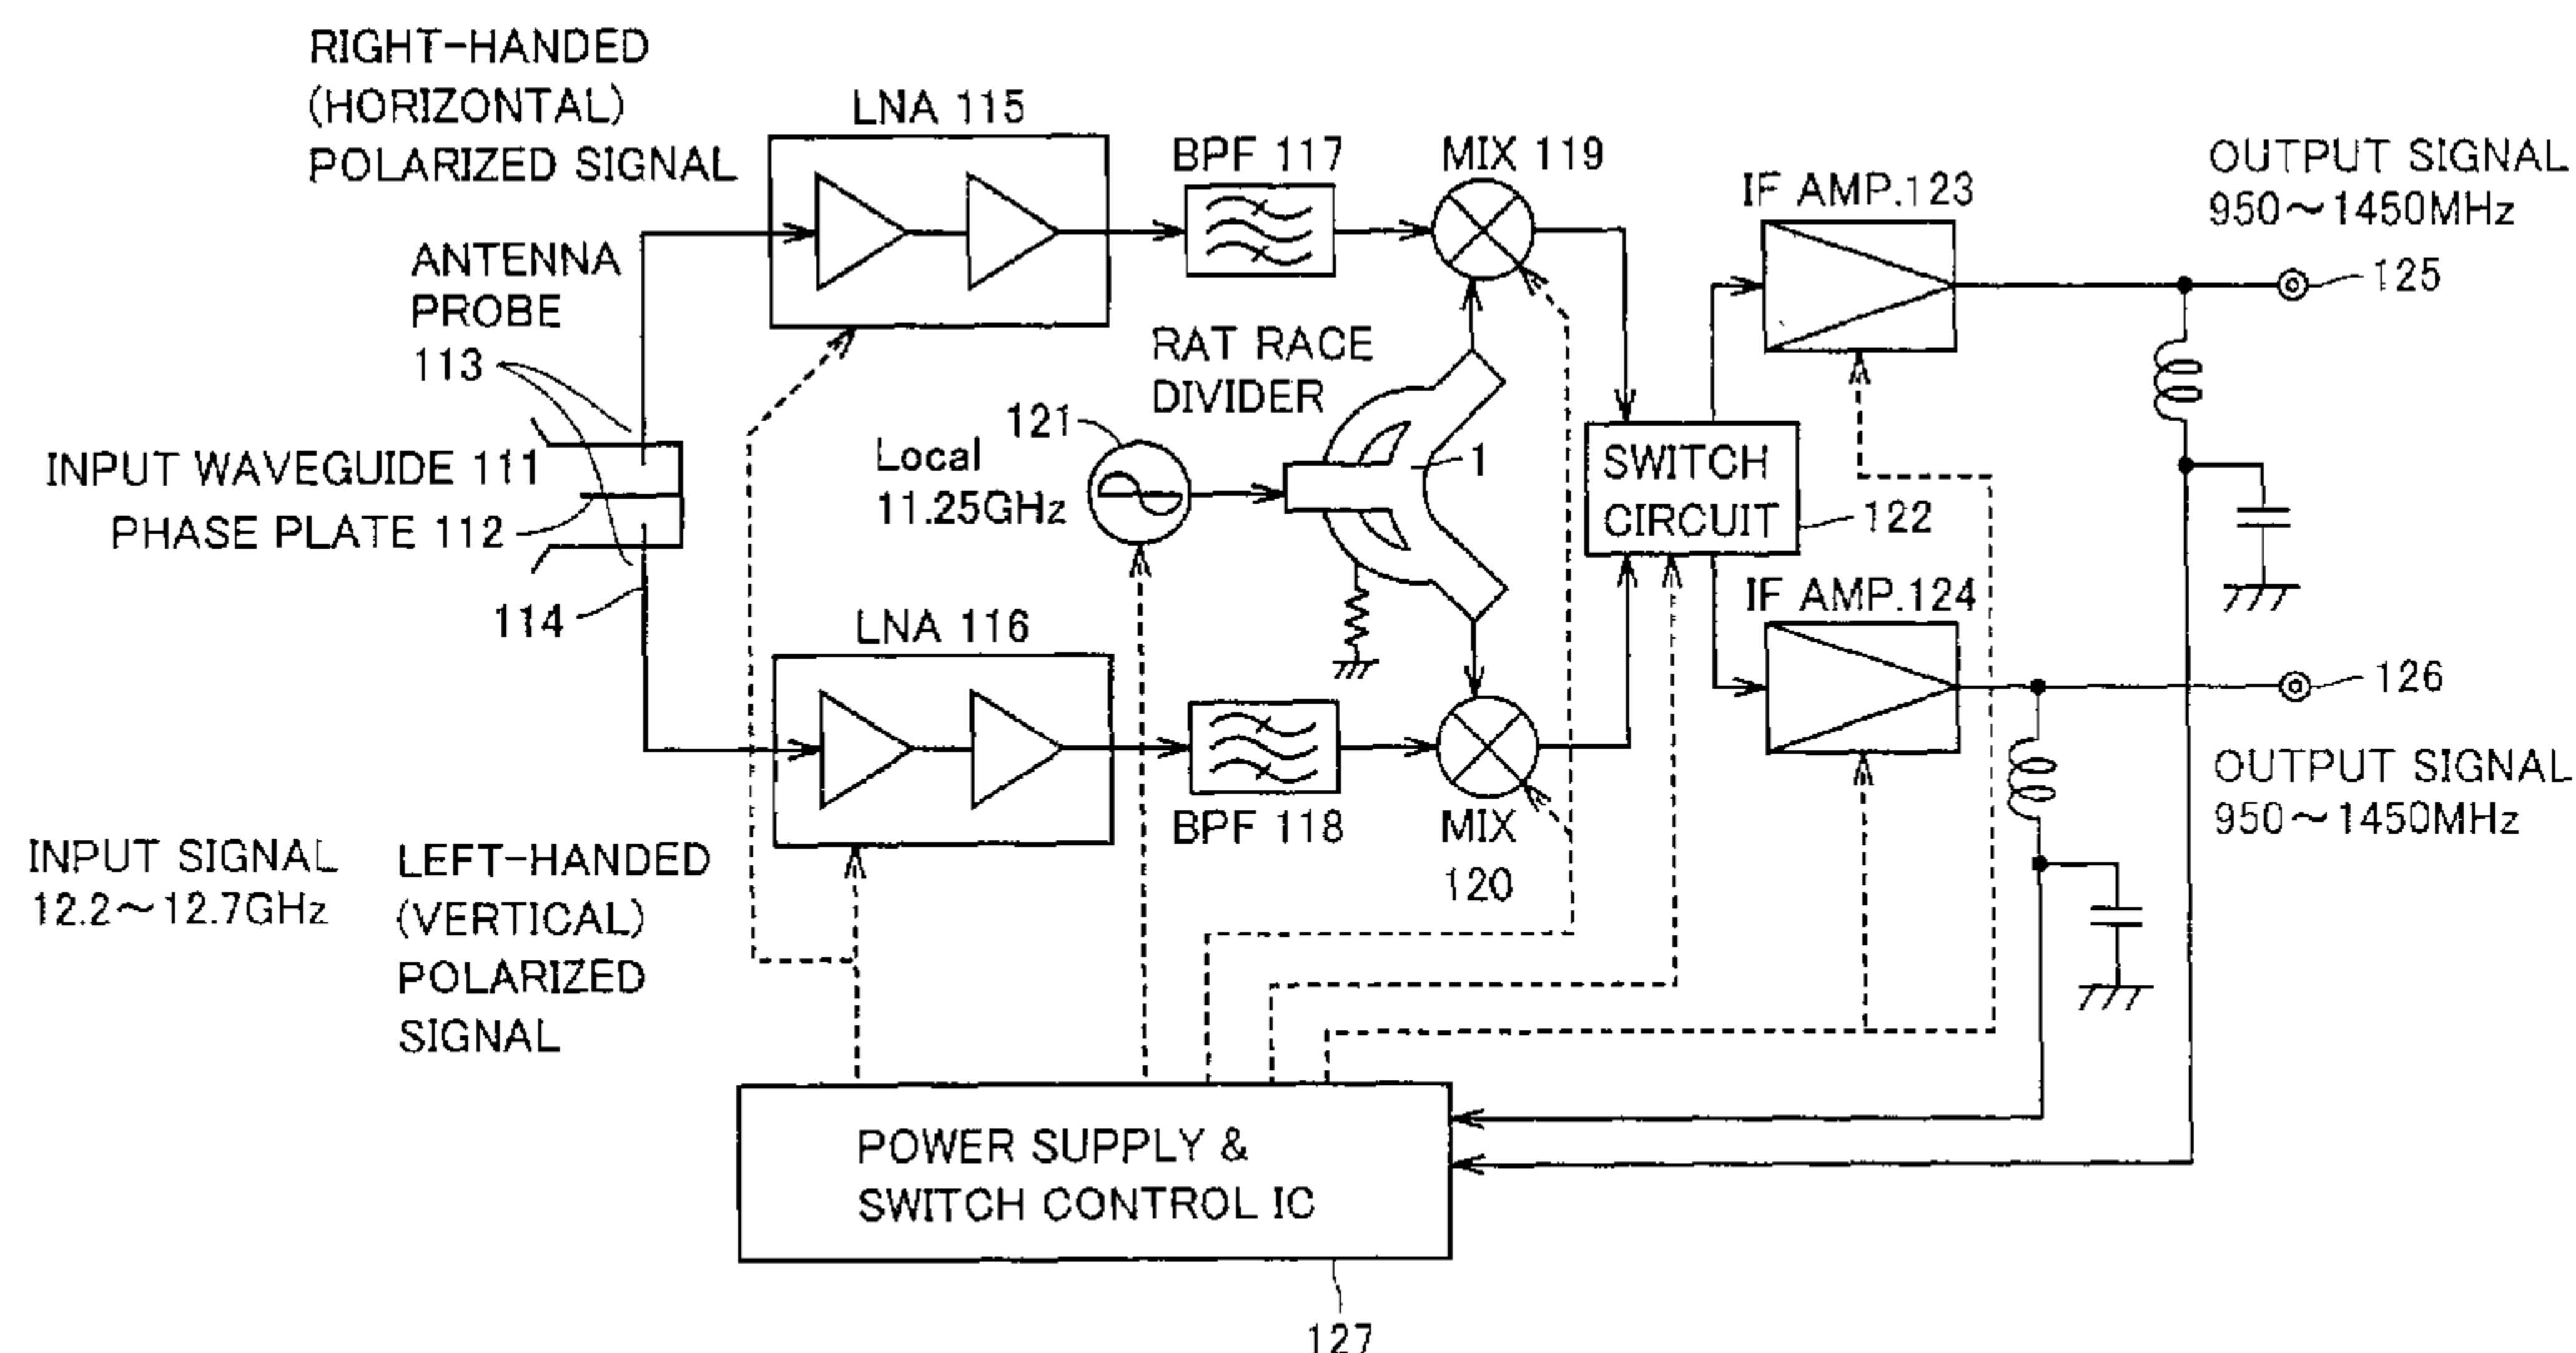 RIGHT-HANDED
(HORIZONTAL)
POLARIZED SIGNAL
LNA 115
BPF 117
MIX 119
IF AMP.123
OUTPUT SIGNAL
950～1450MHz
125
ANTENNA
PROBE
113
RAT RACE
DIVIDER
121
Local
11.25GHz
1
SWITCH
CIRCUIT
122
INPUT WAVEGUIDE 111
PHASE PLATE 112
114
LNA 116
IF AMP.124
126
BPF 118
MIX
120
OUTPUT SIGNAL
950～1450MHz
INPUT SIGNAL
12.2～12.7GHz
LEFT-HANDED
(VERTICAL)
POLARIZED
SIGNAL
POWER SUPPLY &
SWITCH CONTROL IC
127